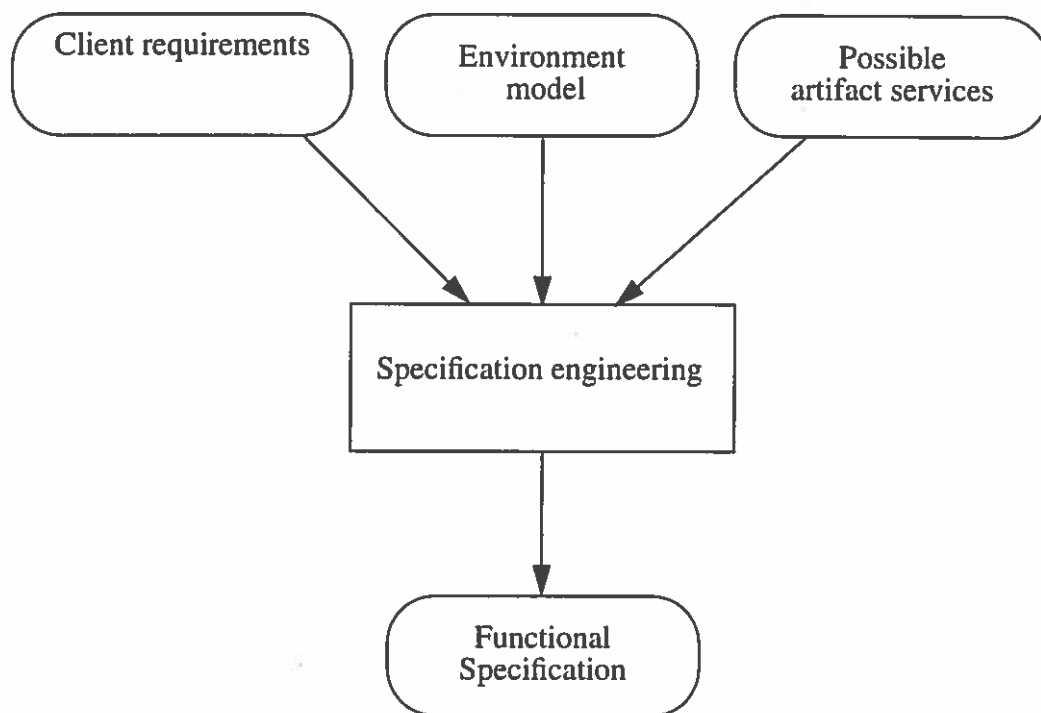 Client requirements
Environment
model
Possible
artifact services
Specification engineering
Functional
Specification